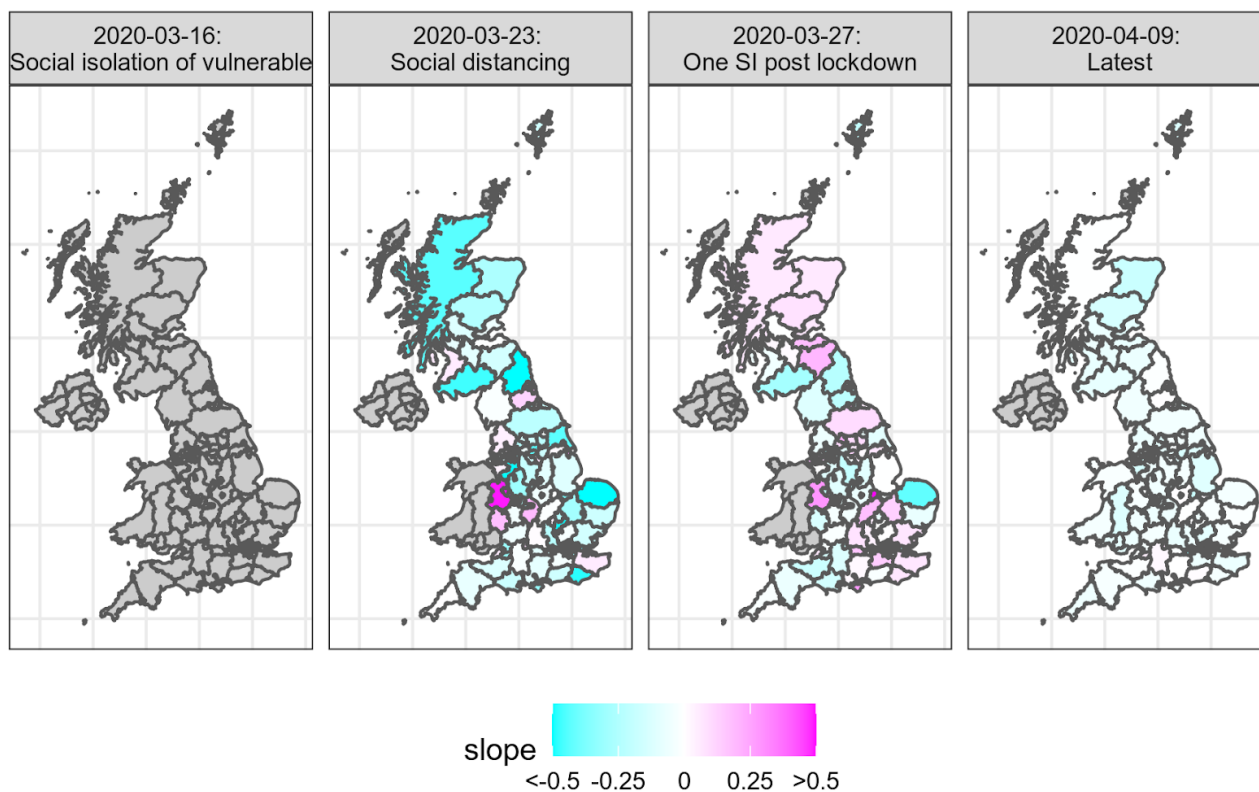 2020-03-16:
Social isolation of vulnerable
2020-03-23:
Social distancing
2020-03-27:
One SI post lockdown
2020-04-09:
Latest
slope
<-0.5 -0.25 0 0.25 >0.5